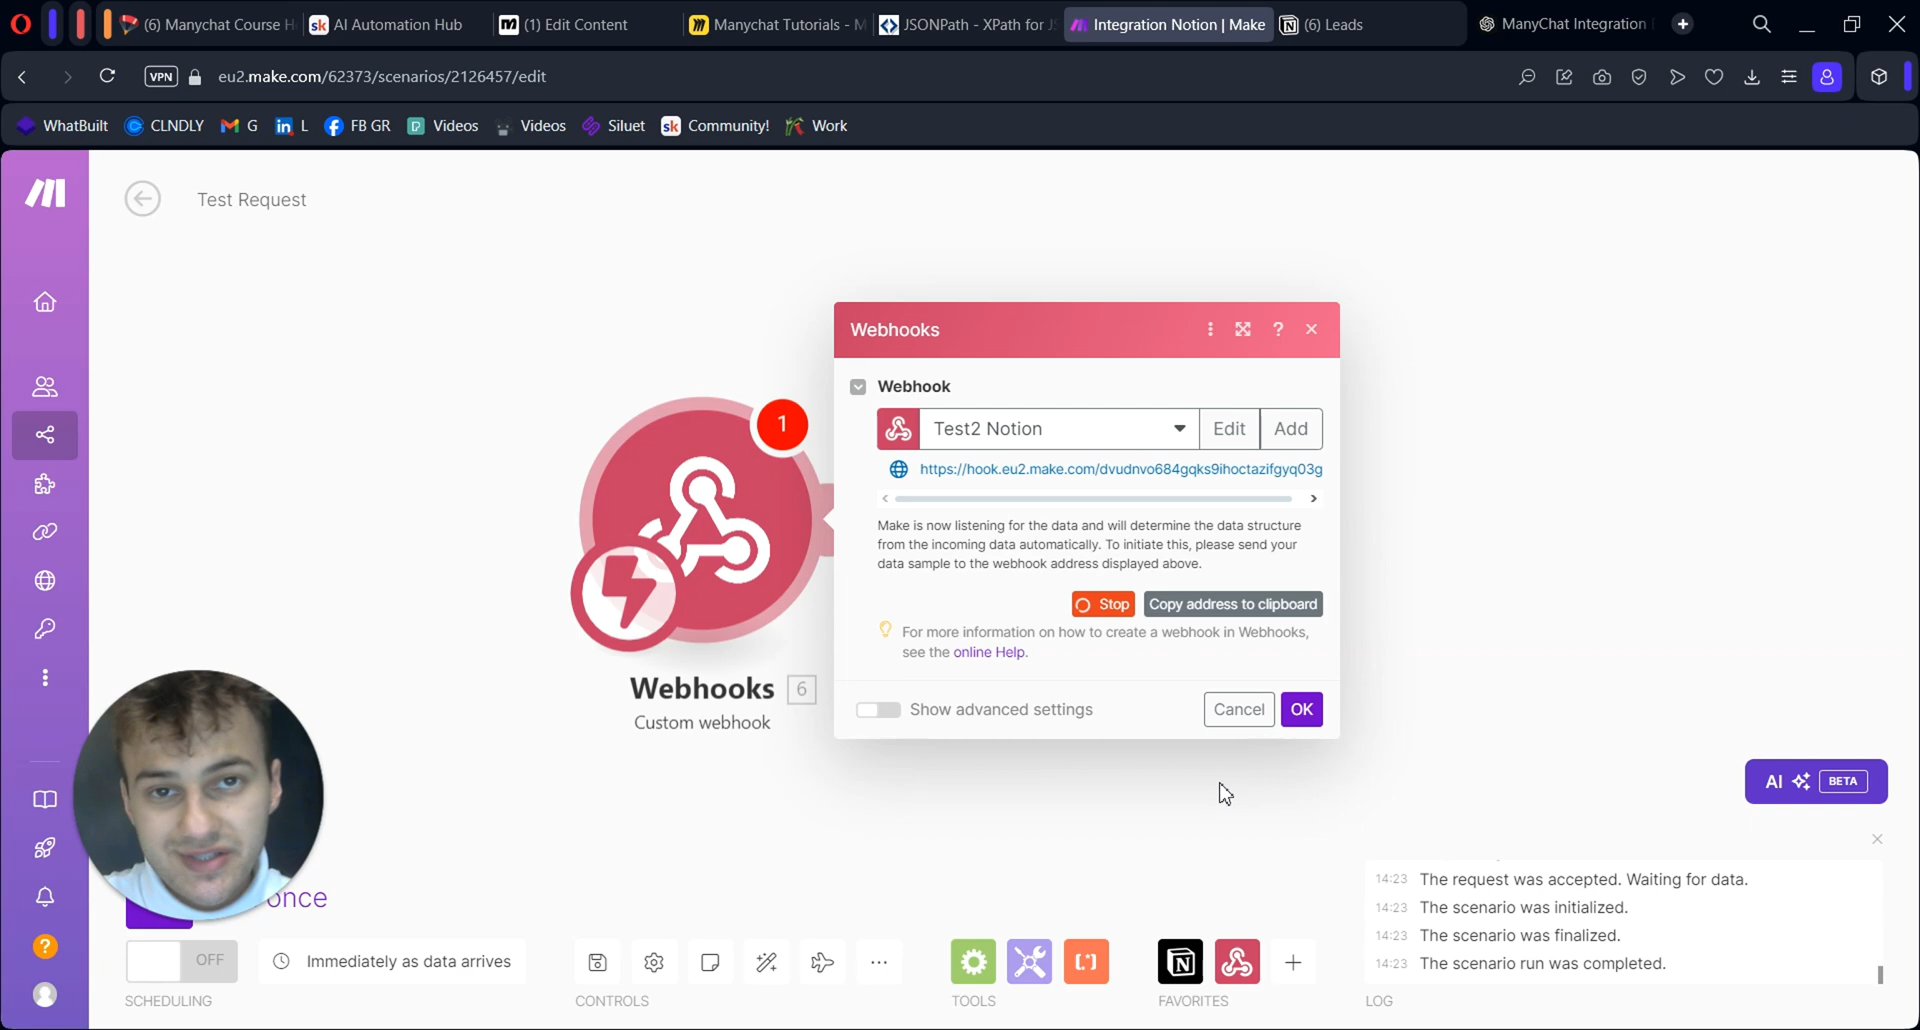 (6) Manychat Course H
AI Automation Hub
(1) Edit Content
Manychat Tutorials - M
JSONPath - XPath for J
Integration Notion | Make
(6) Leads
ManyChat Integration
VPN
eu2.make.com/62373/scenarios/2126457/edit
WhatBuilt
CLNDLY
G
L
FB GR
Videos
Videos
Siluet
Community!
Work
Test Request
Webhooks
Webhook
Test2 Notion
Edit
Add
https://hook.eu2.make.com/dvudnvo684gqks9ihoctazifgyq03g
Make is now listening for the data and will determine the data structure
from the incoming data automatically. To initiate this, please send your
data sample to the webhook address displayed above.
Stop
Copy address to clipboard
For more information on how to create a webhook in Webhooks,
see the online Help.
Show advanced settings
Cancel
OK
1
Webhooks 6
Custom webhook
AI
BETA
once
OFF
Immediately as data arrives
SCHEDULING
CONTROLS
TOOLS
FAVORITES
14:23 The request was accepted. Waiting for data.
14:23 The scenario was initialized.
14:23 The scenario was finalized.
14:23 The scenario run was completed.
LOG